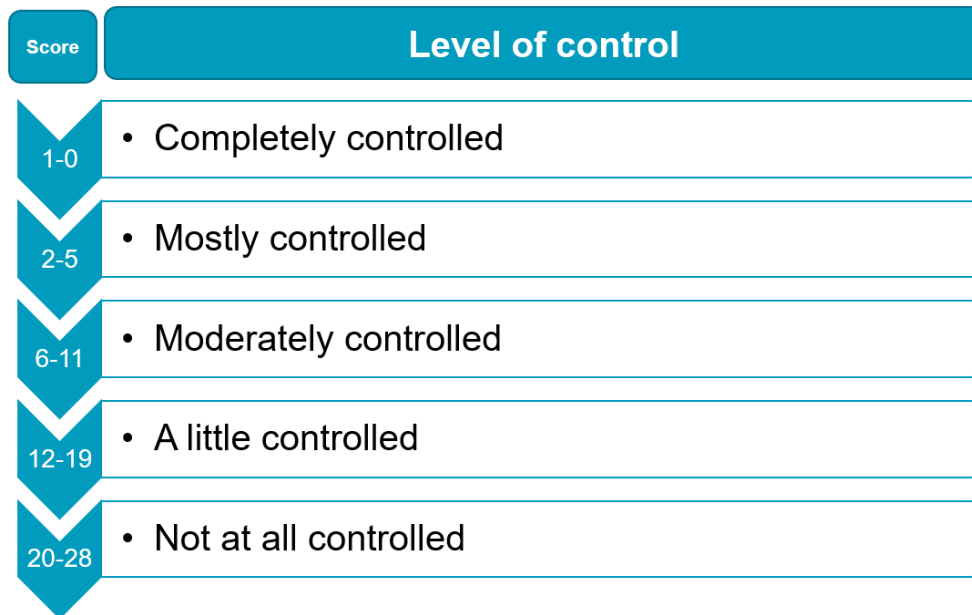 Score
Level of control
1-0
• Completely controlled
2-5
• Mostly controlled
6-11
• Moderately controlled
12-19
• A little controlled
20-28
• Not at all controlled